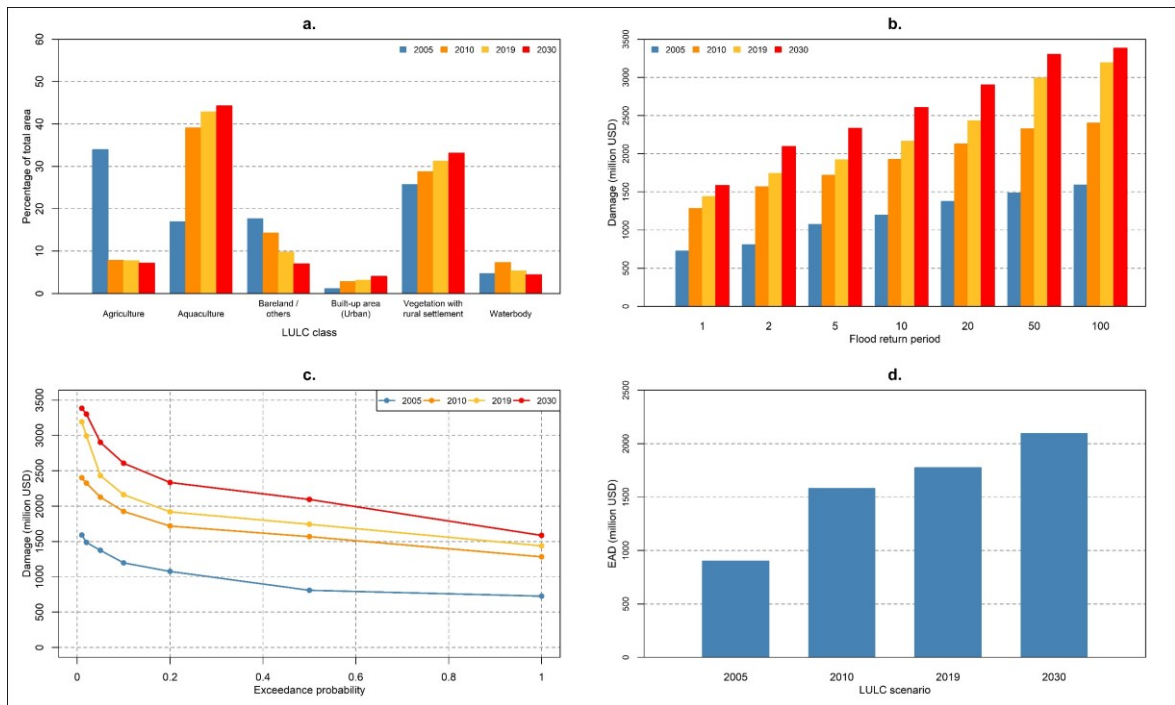 a.
60
50
40
30
20
10
0
Percentage of total area
2005 2010 2019 2030
Agriculture
Aquaculture
Bareland /
others
Built-up area
(Urban)
Vegetation with
rural settlement
Waterbody
LULC class
b.
3500
3000
2500
2000
1500
1000
500
0
Damage (million USD)
2005 2010 2019 2030
1 2 5 10 20 50 100
Flood return period
c.
3500
3000
2500
2000
1500
1000
500
0
Damage (million USD)
2005 2010 2019 2030
0 0.2 0.4 0.6 0.8 1
Exceedance probability
d.
2500
2000
1500
1000
500
0
EAD (million USD)
2005 2010 2019 2030
LULC scenario